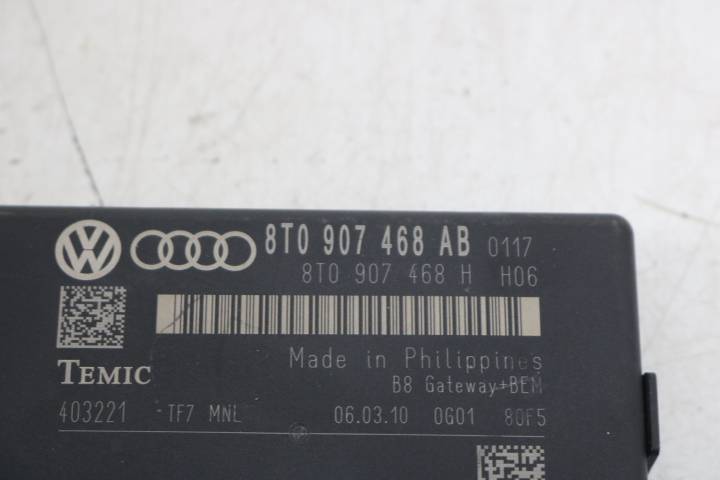 8T0 907 468 AB 0117
8T0 907 468 H H06
TEMIC
Made in Philippines
B8 Gateway+BEM
403221 TF7 MNL 06.03.10 0G01 80F5